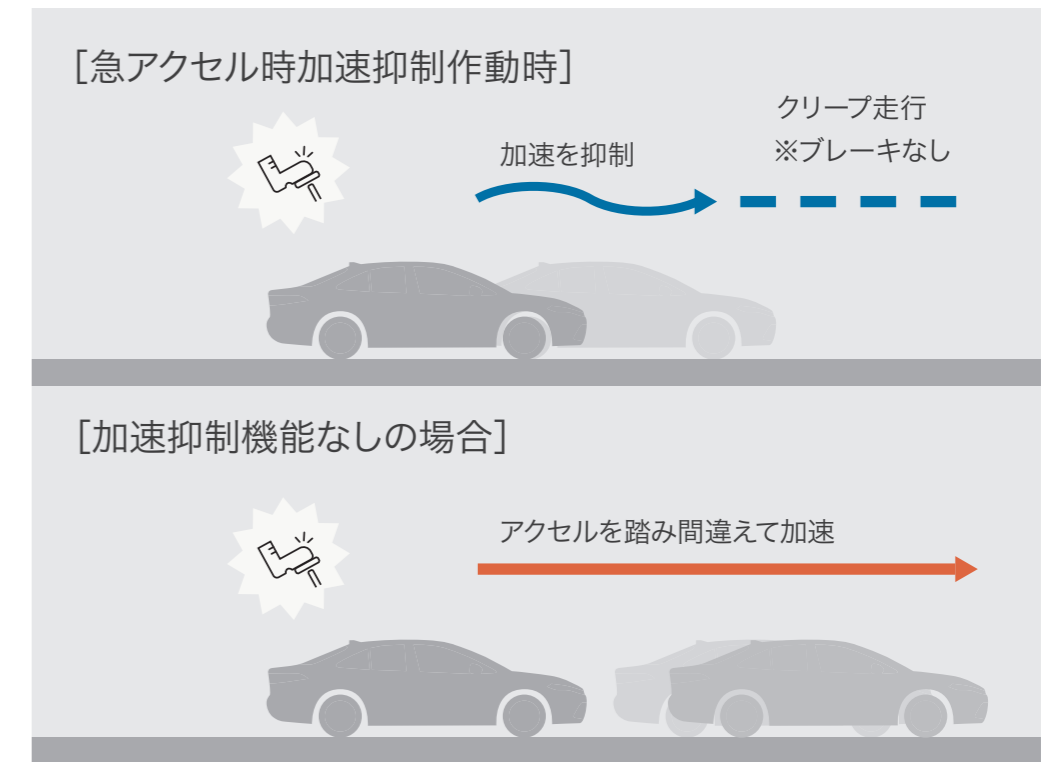 ［急アクセル時加速抑制作動時］
クリープ走行
加速を抑制
※ブレーキなし
［加速抑制機能なしの場合］
アクセルを踏み間違えて加速